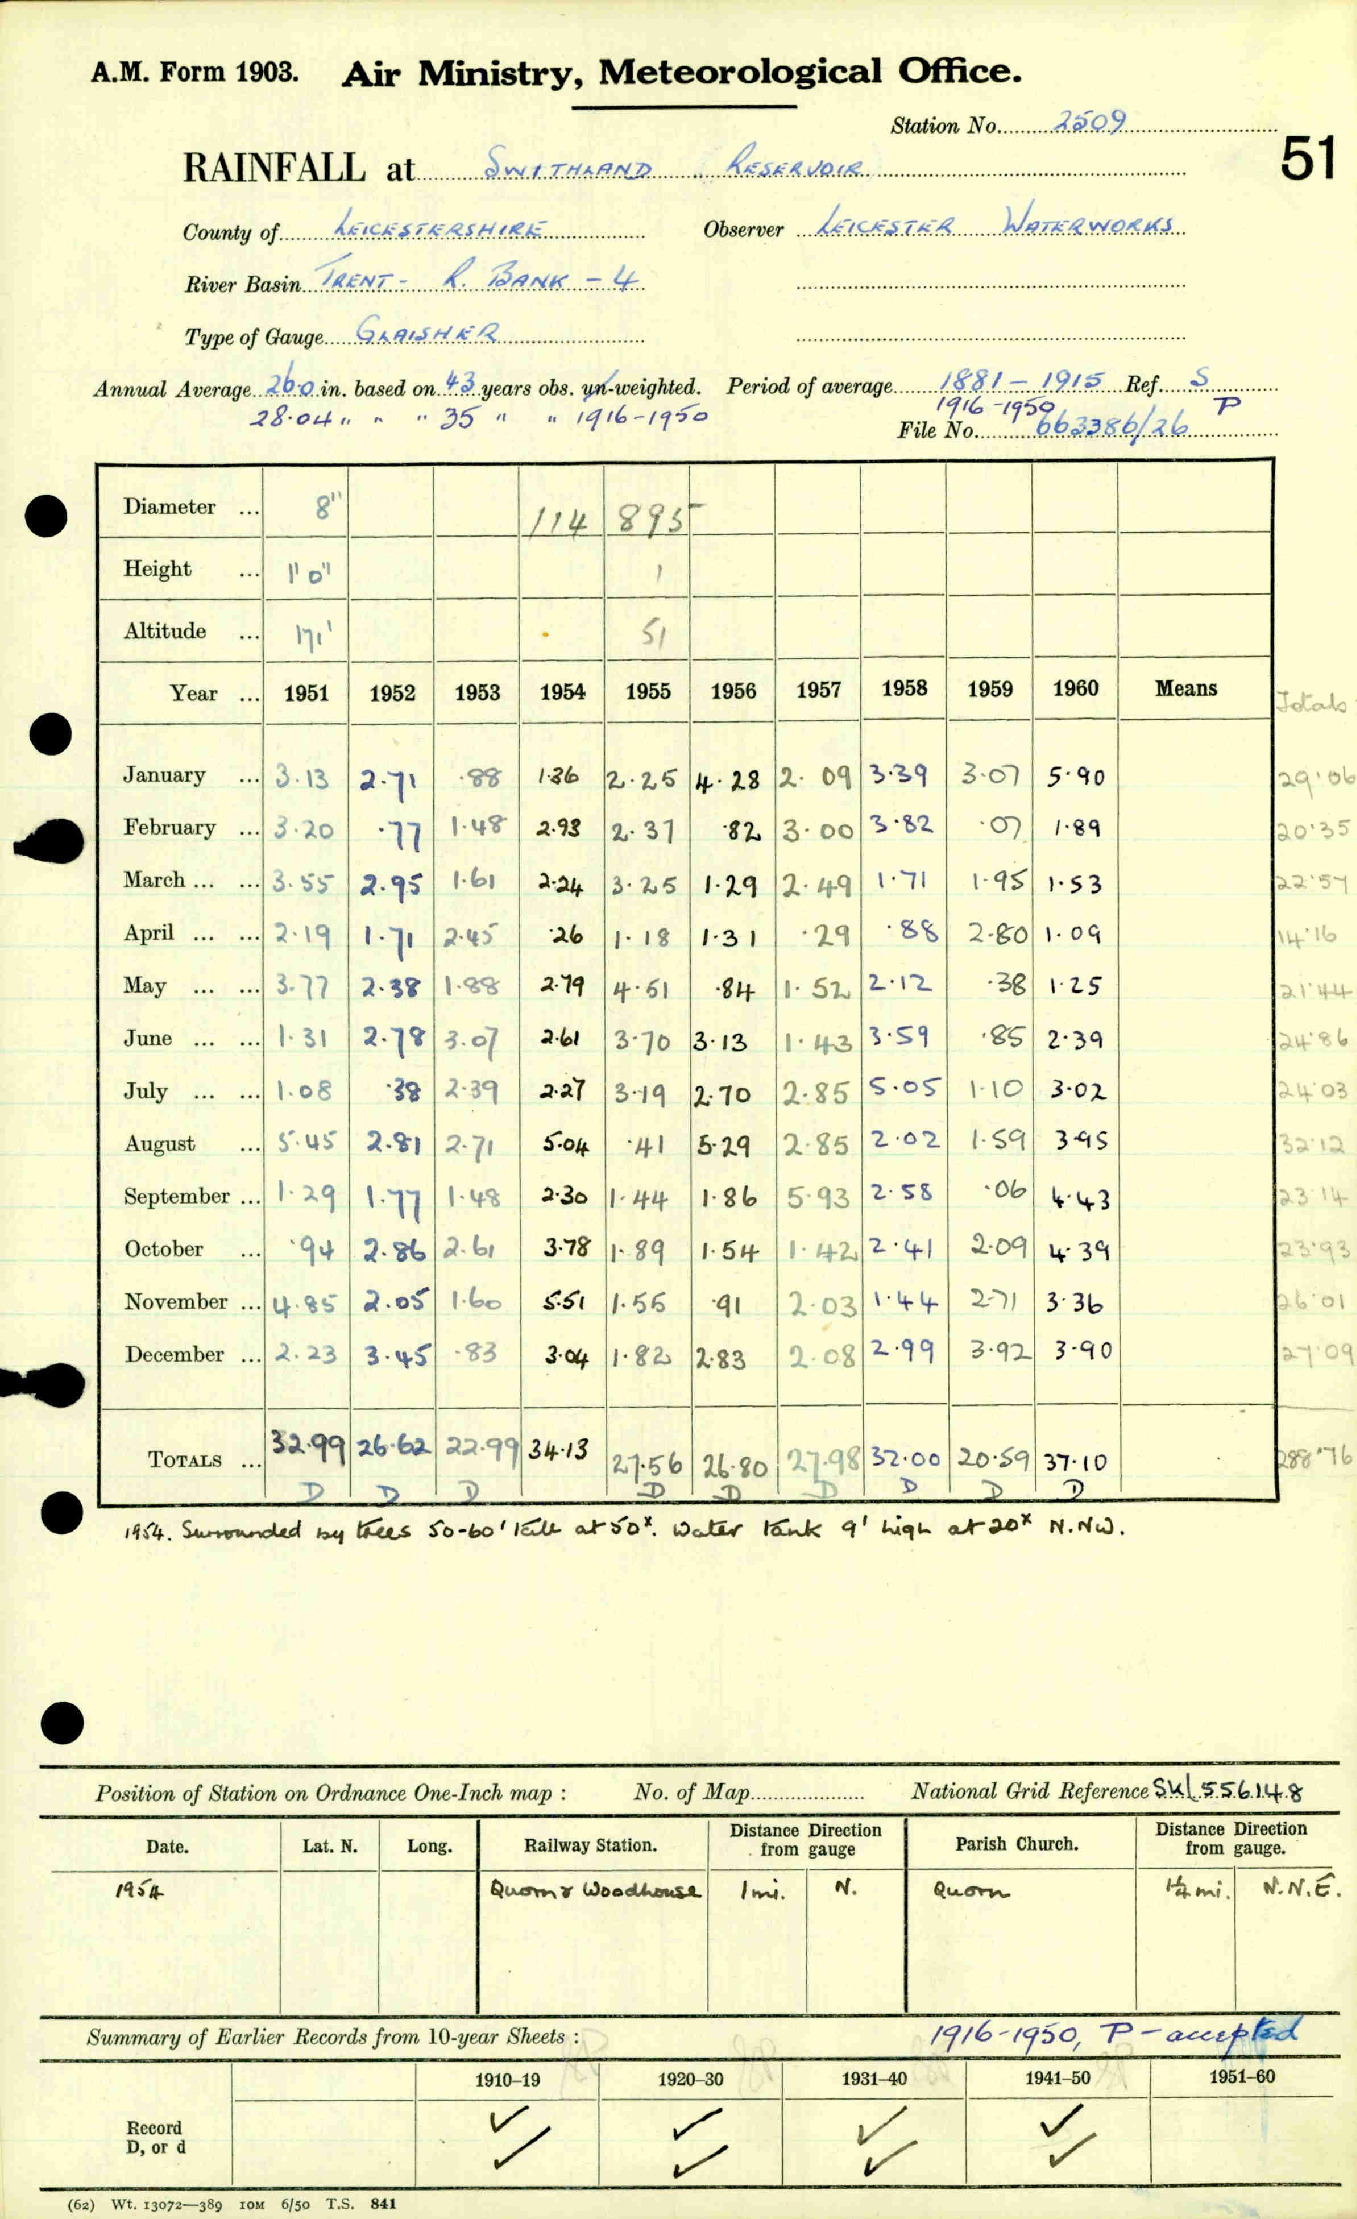 A.M. Form 1903. Air Ministry, Meteorological Office.
Station No. 2509
51
RAINFALL at SWITHLAND RESERVOIR
County of LEICESTERSHIRE Observer LEICESTER WATERWORKS
River Basin TRENT - R. BANK - 4
Type of Gauge GLAISHER
Annual Average 26.0 in. based on 43 years obs. un-weighted. Period of average 1881 - 1915 Ref. S
28.04 " " " 35 " " 1916-1950 1916-1950 P
File No. 663386/26
Diameter ... 8" 114 895
Height ... 1' 0" 1
Altitude ... 171' 51
Year ... 1951 1952 1953 1954 1955 1956 1957 1958 1959 1960 Means Totals
January ... 3.13 2.71 .88 1.36 2.25 4.28 2.09 3.39 3.07 5.90 29.06
February ... 3.20 .77 1.48 2.93 2.37 .82 3.00 3.82 .07 1.89 20.35
March ... ... 3.55 2.95 1.61 2.24 3.25 1.29 2.49 1.71 1.95 1.53 22.57
April ... ... 2.19 1.71 2.45 .26 1.18 1.31 .29 .88 2.80 1.09 14.16
May ... ... 3.77 2.38 1.88 2.79 4.51 .84 1.52 2.12 .38 1.25 21.44
June ... ... 1.31 2.78 3.07 2.61 3.70 3.13 1.43 3.59 .85 2.39 24.86
July ... ... 1.08 .38 2.39 2.27 3.19 2.70 2.85 5.05 1.10 3.02 24.03
August ... 5.45 2.81 2.71 5.04 .41 5.29 2.85 2.02 1.59 3.95 32.12
September ... 1.29 1.77 1.48 2.30 1.44 1.86 5.93 2.58 .06 4.43 23.14
October ... .94 2.86 2.61 3.78 1.89 1.54 1.42 2.41 2.09 4.39 23.93
November ... 4.85 2.05 1.60 5.51 1.55 .91 2.03 1.44 2.71 3.36 26.01
December ... 2.23 3.45 .83 3.04 1.82 2.83 2.08 2.99 3.92 3.90 27.09
TOTALS ... 32.99 26.62 22.99 34.13 27.56 26.80 27.98 32.00 20.59 37.10 288.76
D D D D D D D D D
1954. Surrounded by trees 50-60' tall at 50x. Water tank 9' high at 20x N.NW.
Position of Station on Ordnance One-Inch map : No. of Map National Grid Reference SK 556148
Date. Lat. N. Long. Railway Station. Distance Direction from gauge Parish Church. Distance Direction from gauge.
1954 Quorn & Woodhouse 1 mi. N. Quorn 1¼ mi. N.N.E.
Summary of Earlier Records from 10-year Sheets : 1916-1950, P - accepted
1910–19 1920–30 1931–40 1941–50 1951–60
Record ✓ ✓ ✓ ✓
D, or d ✓ ✓ ✓ ✓
(62) Wt. 13072—389 10M 6/50 T.S. 841